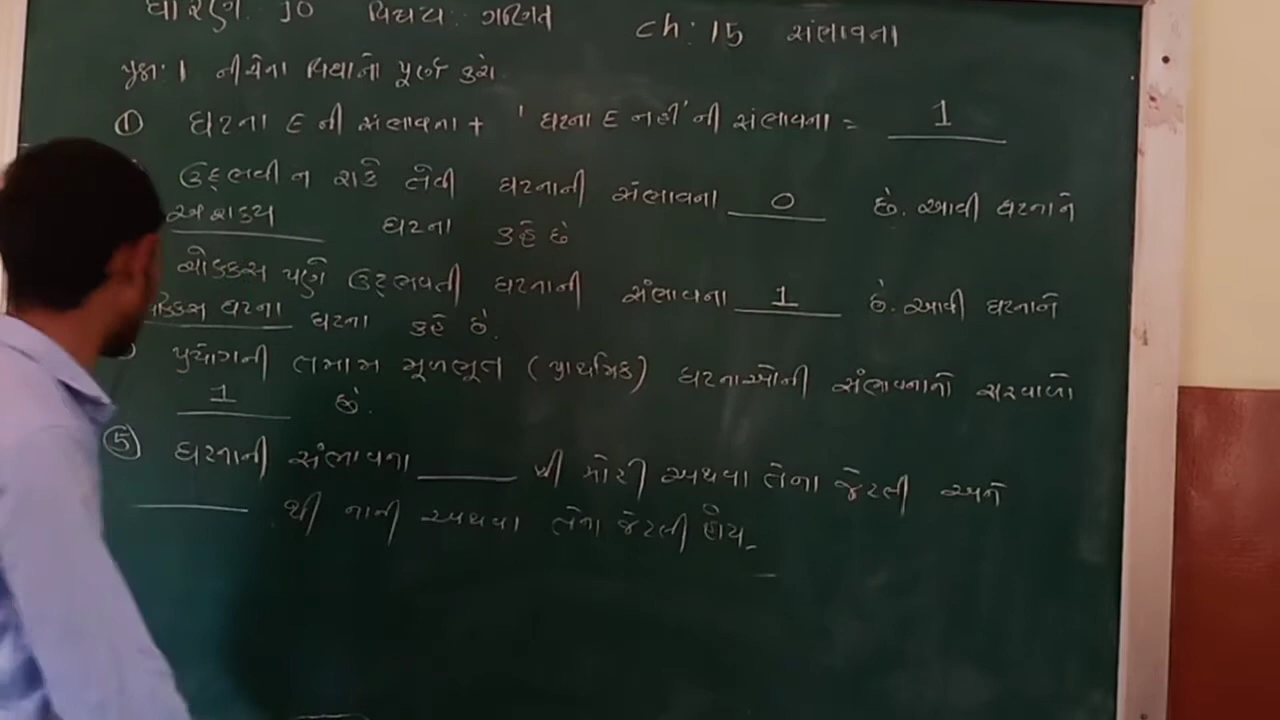 ધોરણ 10 વિષય: ગણિત ch: 15 સંભાવના
પ્રશ્ન: 1 નીચેના વિધાનો પૂર્ણ કરો.
① ઘટના E ની સંભાવના + 'ઘટના E નહીં' ની સંભાવના = 1
ઉદ્ભવી ન શકે તેવી ઘટનાની સંભાવના 0 છે. આવી ઘટનાને
અશક્ય ઘટના કહે છે
ચોક્કસ પણે ઉદ્ભવતી ઘટનાની સંભાવના 1 છે. આવી ઘટનાને
ચોક્કસ ઘટના ઘટના કહે છે.
પ્રયોગની તમામ મૂળભૂત (પ્રાથમિક) ઘટનાઓની સંભાવનાનો સરવાળો
1 છે.
⑤ ઘટનાની સંભાવના ______ થી મોટી અથવા તેના જેટલી અને
______ થી નાની અથવા તેના જેટલી હોય